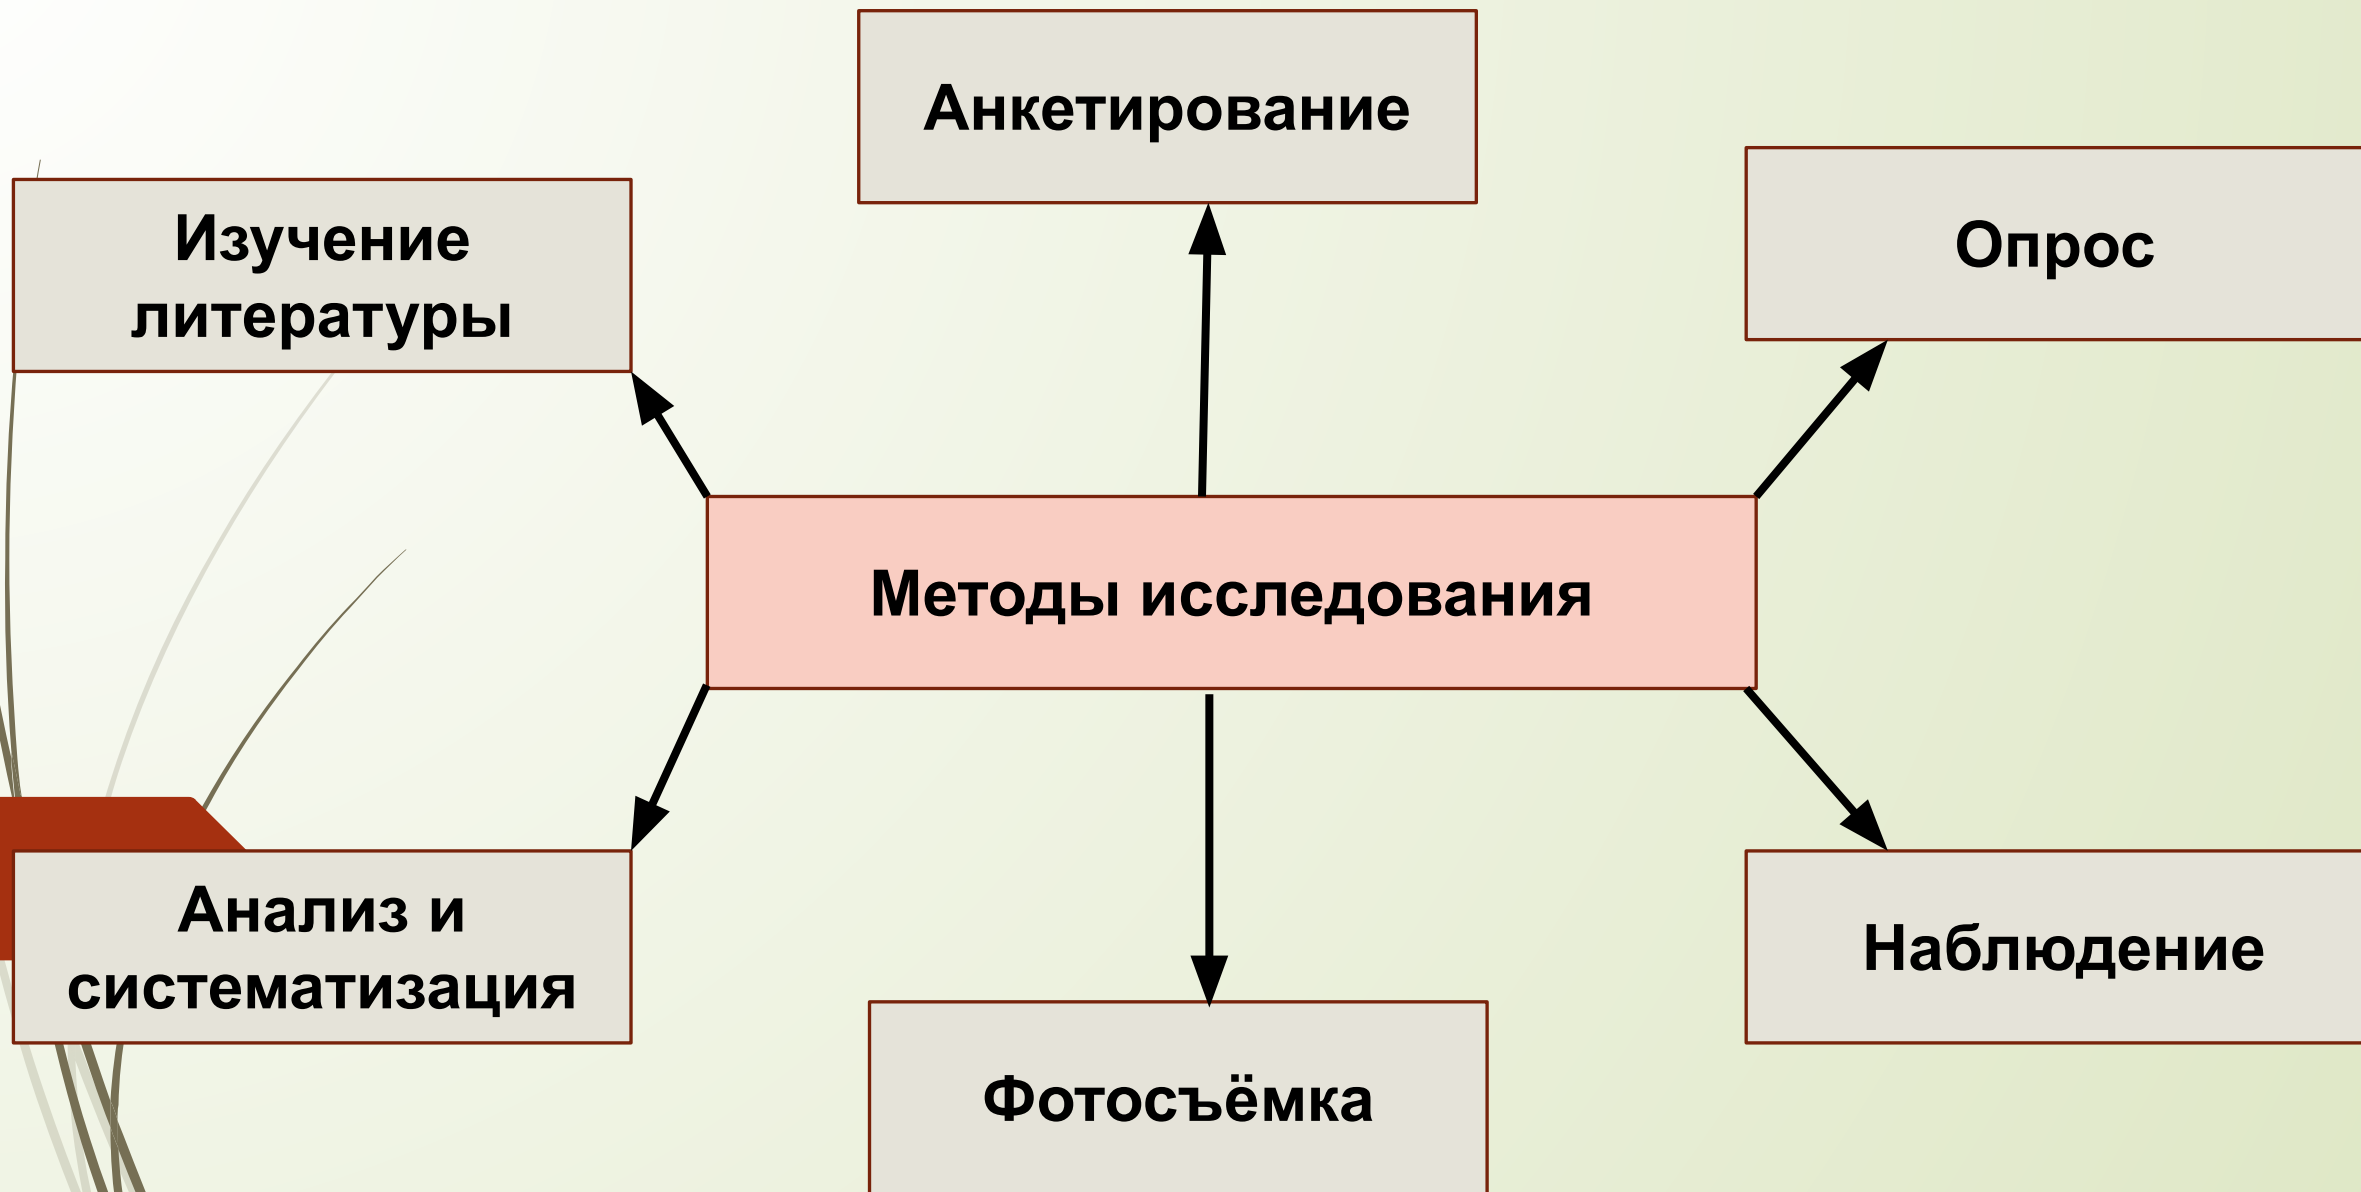 Анкетирование
Изучение
литературы
Опрос
Методы исследования
Анализ и
систематизация
Наблюдение
Фотосъёмка